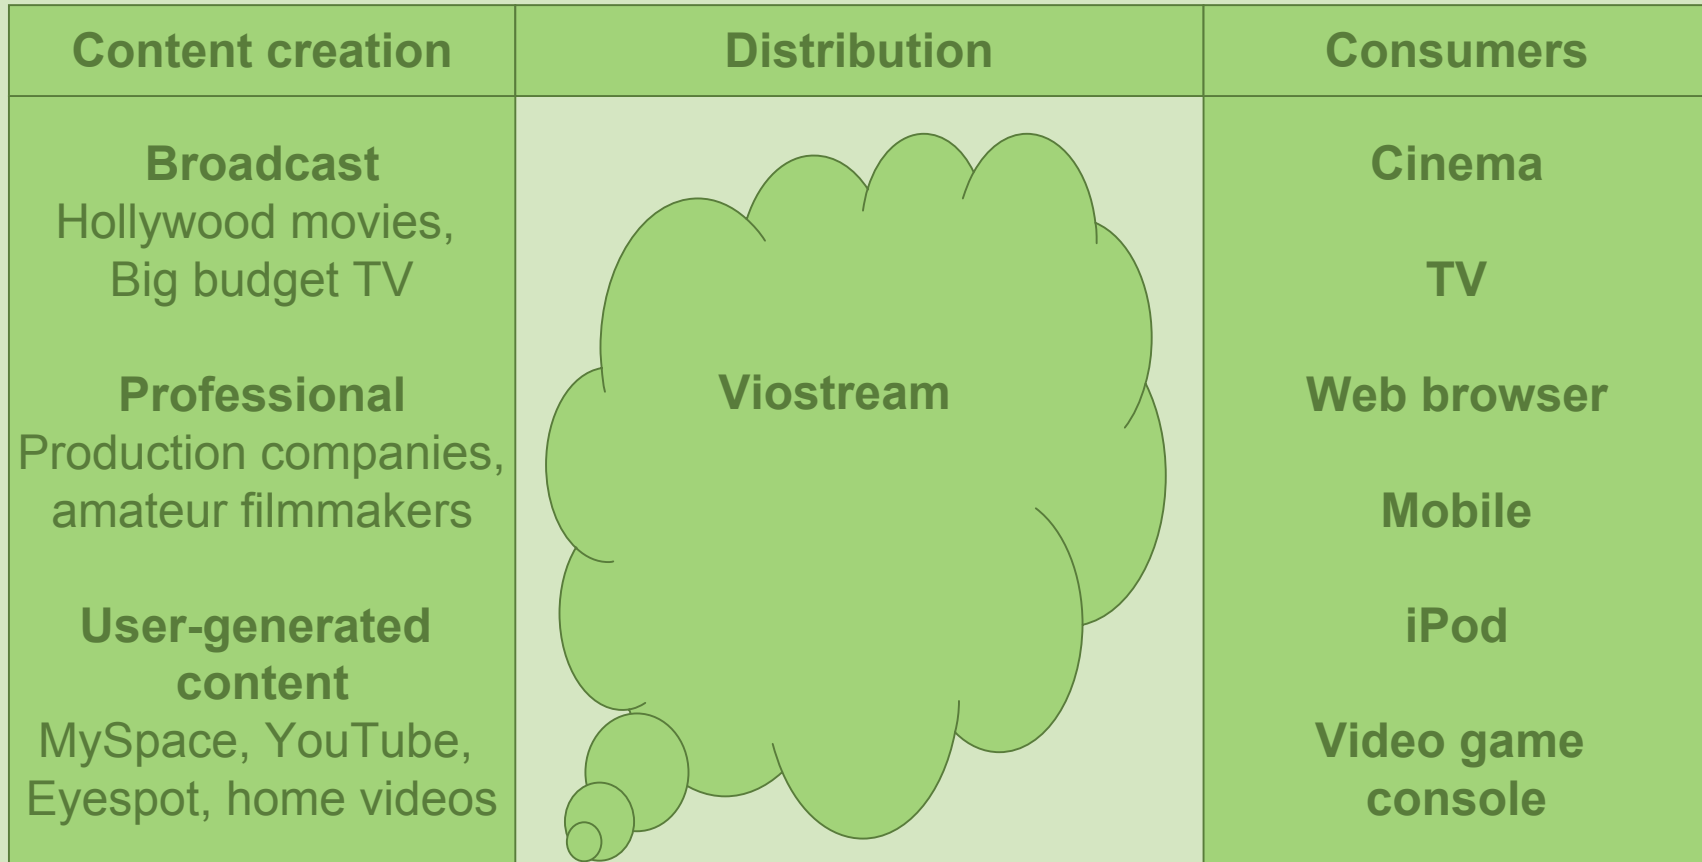 Content creation
Distribution
Consumers
Broadcast
Hollywood movies,
Big budget TV
Professional
Production companies,
amateur filmmakers
User-generated
content
MySpace, YouTube,
Eyespot, home videos
Viostream
Cinema
TV
Web browser
Mobile
iPod
Video game
console